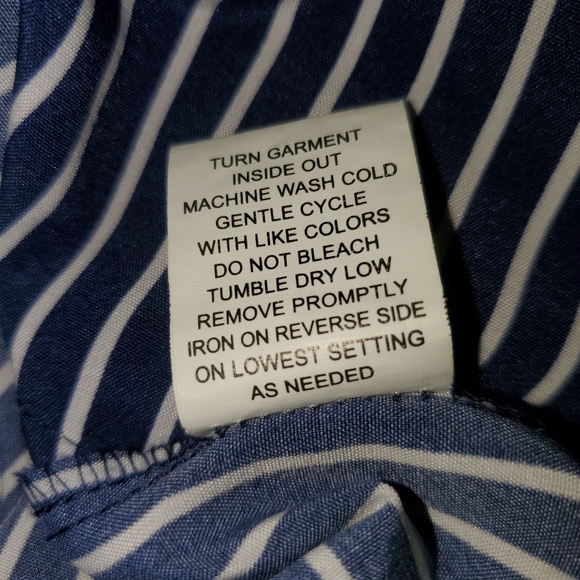 TURN GARMENT
INSIDE OUT
MACHINE WASH COLD
GENTLE CYCLE
WITH LIKE COLORS
DO NOT BLEACH
TUMBLE DRY LOW
REMOVE PROMPTLY
IRON ON REVERSE SIDE
ON LOWEST SETTING
AS NEEDED